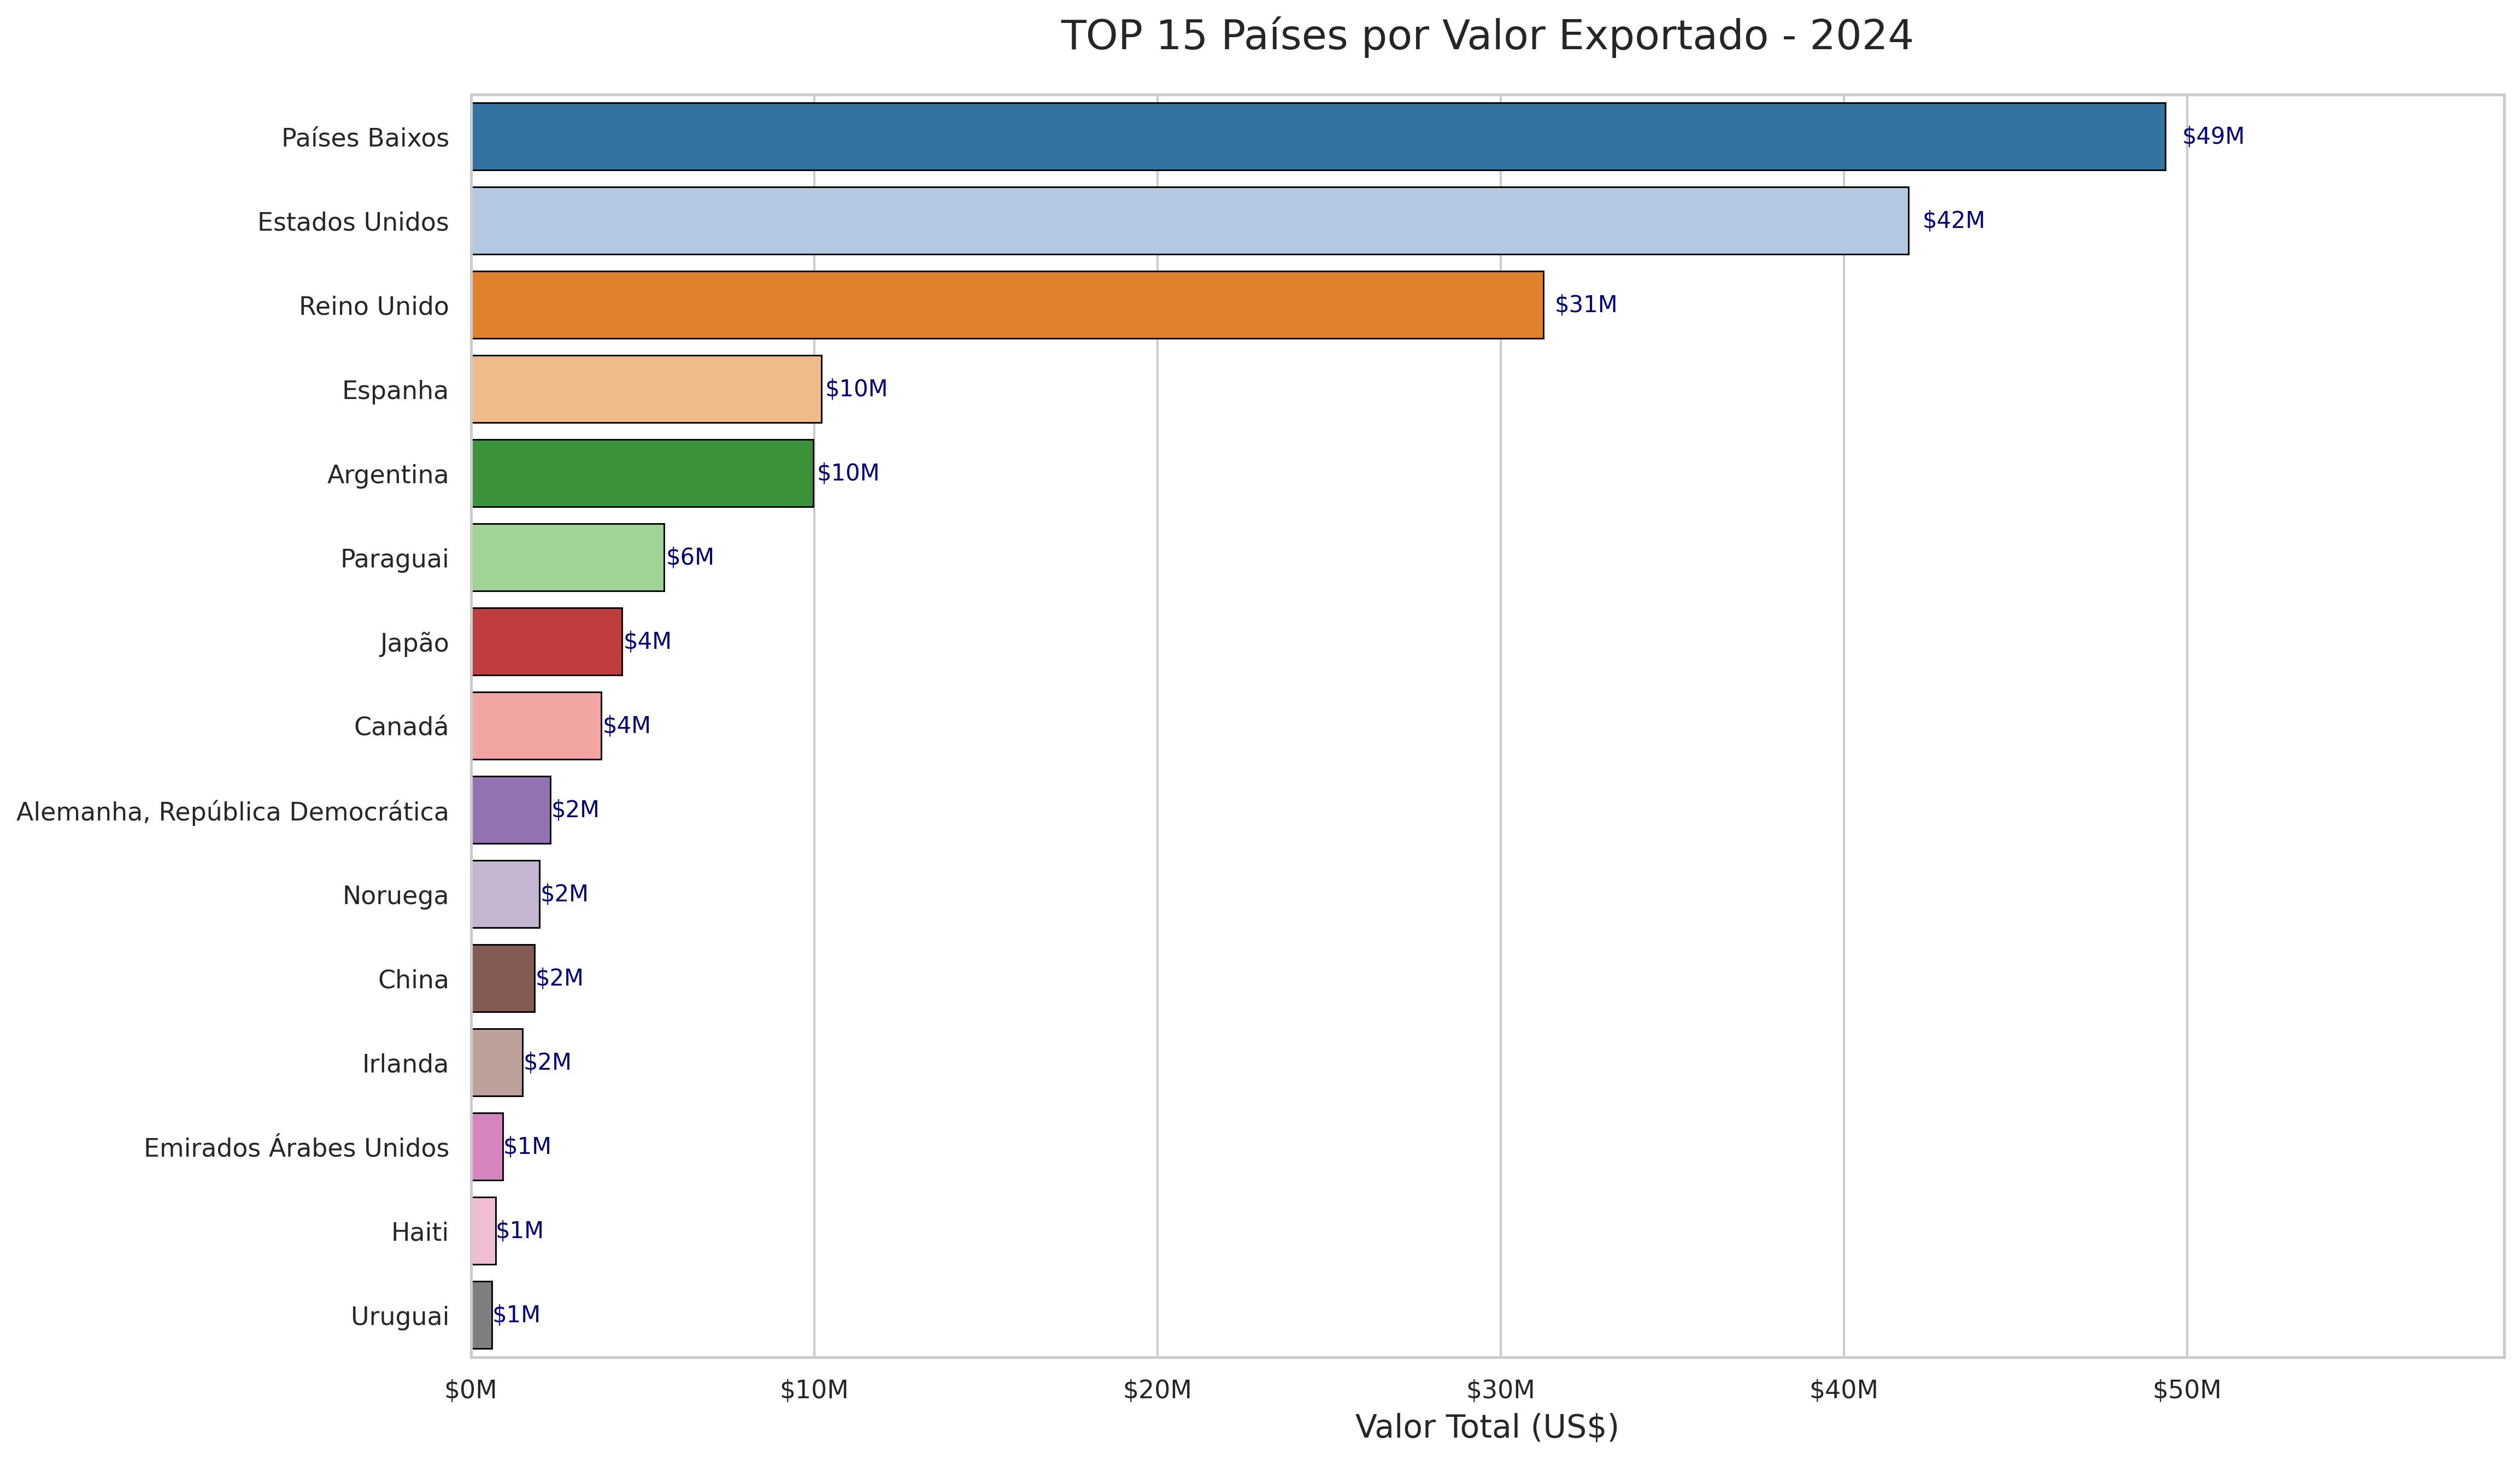 TOP 15 Países por Valor Exportado - 2024
Países Baixos $49M
Estados Unidos $42M
Reino Unido $31M
Espanha $10M
Argentina $10M
Paraguai $6M
Japão $4M
Canadá $4M
Alemanha, República Democrática $2M
Noruega $2M
China $2M
Irlanda $2M
Emirados Árabes Unidos $1M
Haiti $1M
Uruguai $1M
$0M $10M $20M $30M $40M $50M
Valor Total (US$)